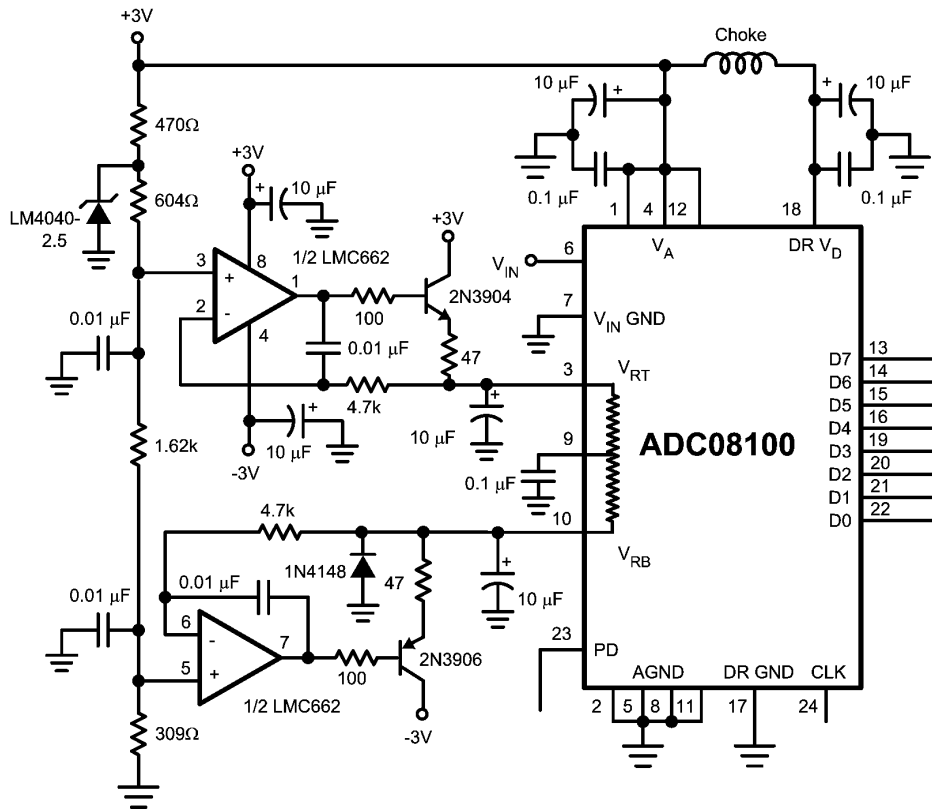 +3V
Choke
10 µF
+
+
10 µF
470Ω
+3V
604Ω
LM4040-
2.5
+
10 µF
0.1 µF
0.1 µF
1
4
12
18
+3V
V_A
DR V_D
1/2 LMC662
8
3
+
1
2
-
4
2N3904
100
V_IN
6
7
V_IN GND
0.01 µF
0.01 µF
47
3
V_RT
4.7k
+
10 µF
D7
13
D6
14
D5
15
D4
16
D3
19
D2
20
D1
21
D0
22
1.62k
+
10 µF
-3V
9
ADC08100
0.1 µF
4.7k
10
V_RB
1N4148
47
+
10 µF
0.01 µF
0.01 µF
6
-
7
5
+
100
2N3906
1/2 LMC662
-3V
23
PD
AGND
DR GND
CLK
2
5
8
11
17
24
309Ω